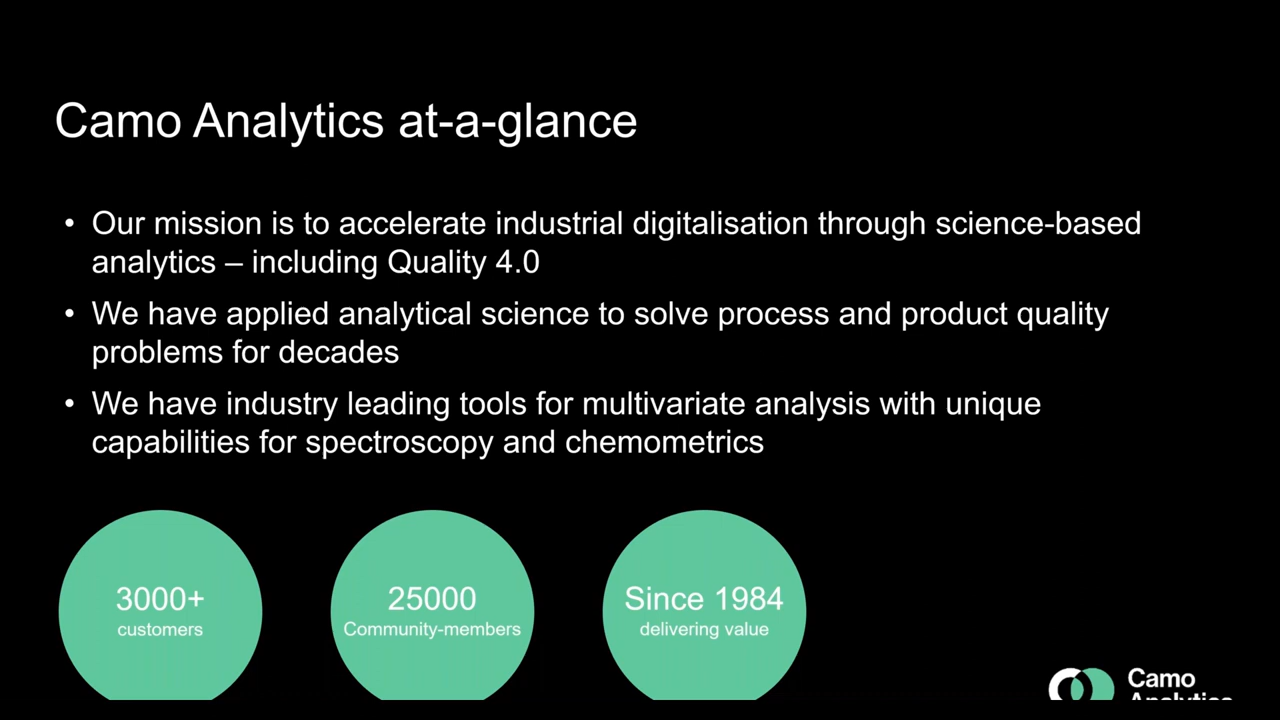 Camo Analytics at-a-glance
• Our mission is to accelerate industrial digitalisation through science-based
analytics – including Quality 4.0
• We have applied analytical science to solve process and product quality
problems for decades
• We have industry leading tools for multivariate analysis with unique
capabilities for spectroscopy and chemometrics
3000+
customers
25000
Community-members
Since 1984
delivering value
Camo
Analytics